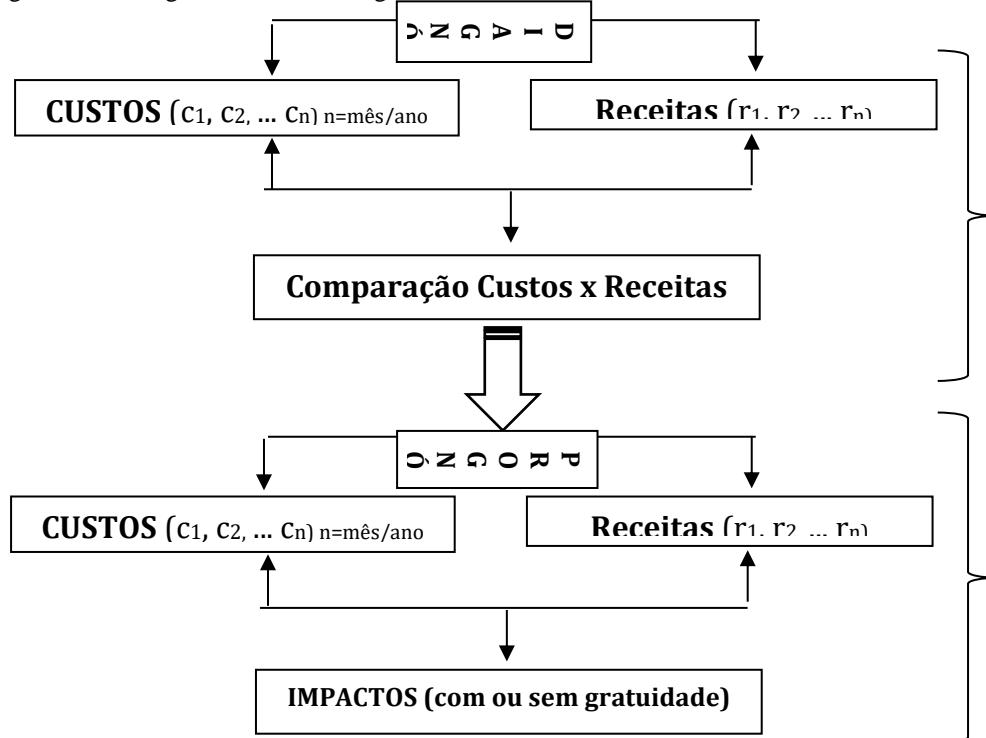 DIAGNÓ
CUSTOS (c1, c2, ... cn) n=mês/ano
Receitas (r1, r2 ... rn)
Comparação Custos x Receitas
PROGNÓ
CUSTOS (c1, c2, ... cn) n=mês/ano
Receitas (r1, r2 ... rn)
IMPACTOS (com ou sem gratuidade)